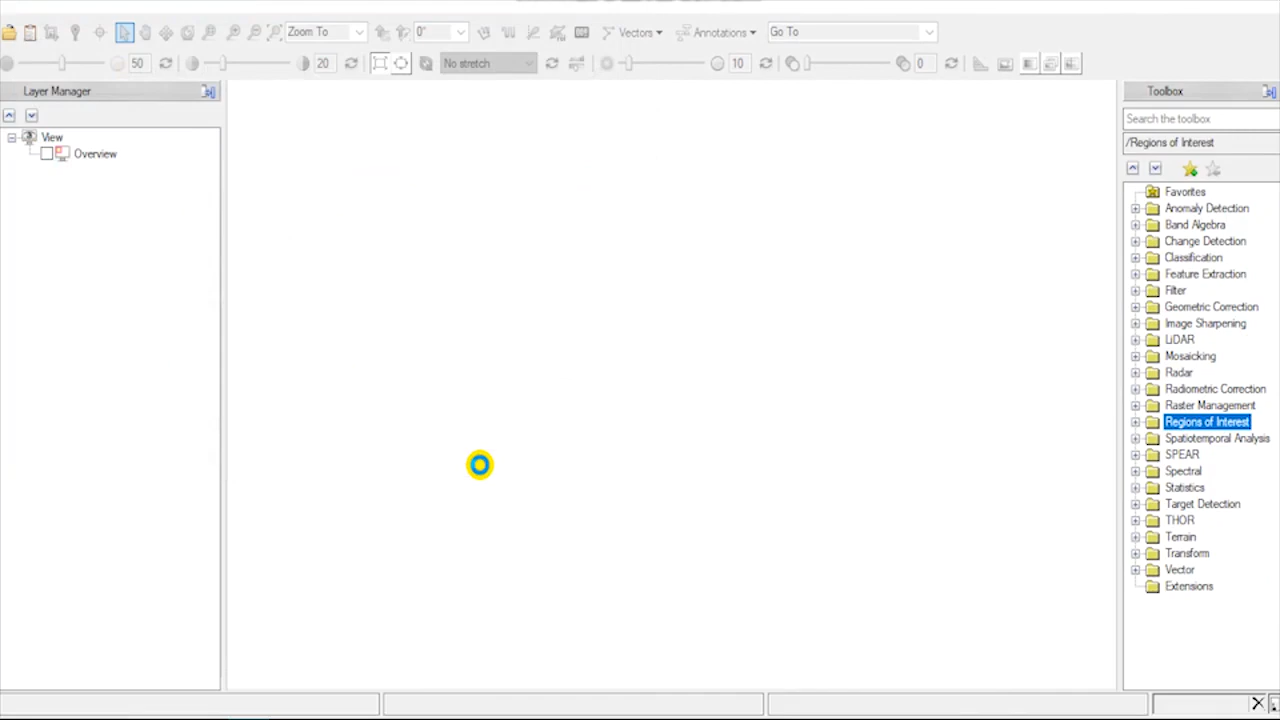 Zoom To
0°
Vectors
Annotations
Go To
50
20
No stretch
10
0
Layer Manager
View
Overview
Toolbox
Search the toolbox
/Regions of Interest
Favorites
Anomaly Detection
Band Algebra
Change Detection
Classification
Feature Extraction
Filter
Geometric Correction
Image Sharpening
LiDAR
Mosaicking
Radar
Radiometric Correction
Raster Management
Regions of Interest
Spatiotemporal Analysis
SPEAR
Spectral
Statistics
Target Detection
THOR
Terrain
Transform
Vector
Extensions